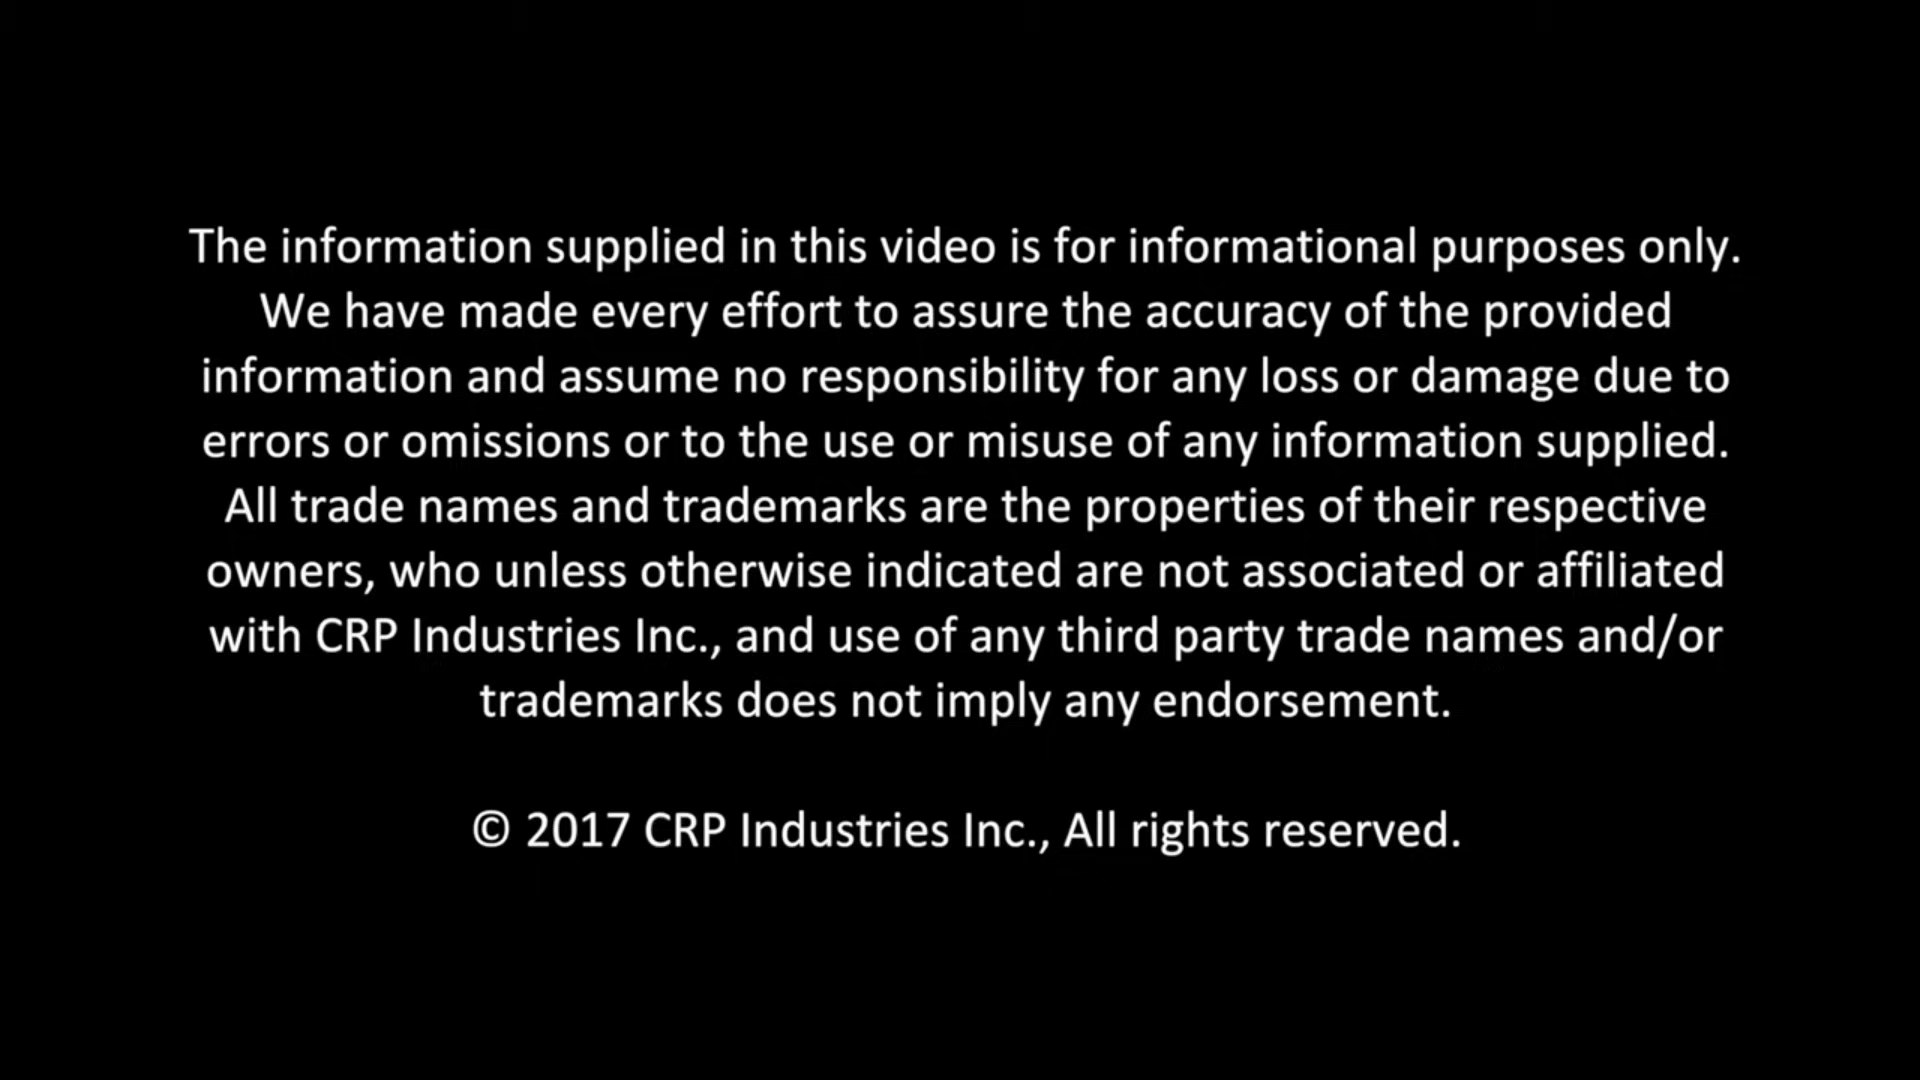 The information supplied in this video is for informational purposes only.
We have made every effort to assure the accuracy of the provided
information and assume no responsibility for any loss or damage due to
errors or omissions or to the use or misuse of any information supplied.
All trade names and trademarks are the properties of their respective
owners, who unless otherwise indicated are not associated or affiliated
with CRP Industries Inc., and use of any third party trade names and/or
trademarks does not imply any endorsement.
© 2017 CRP Industries Inc., All rights reserved.